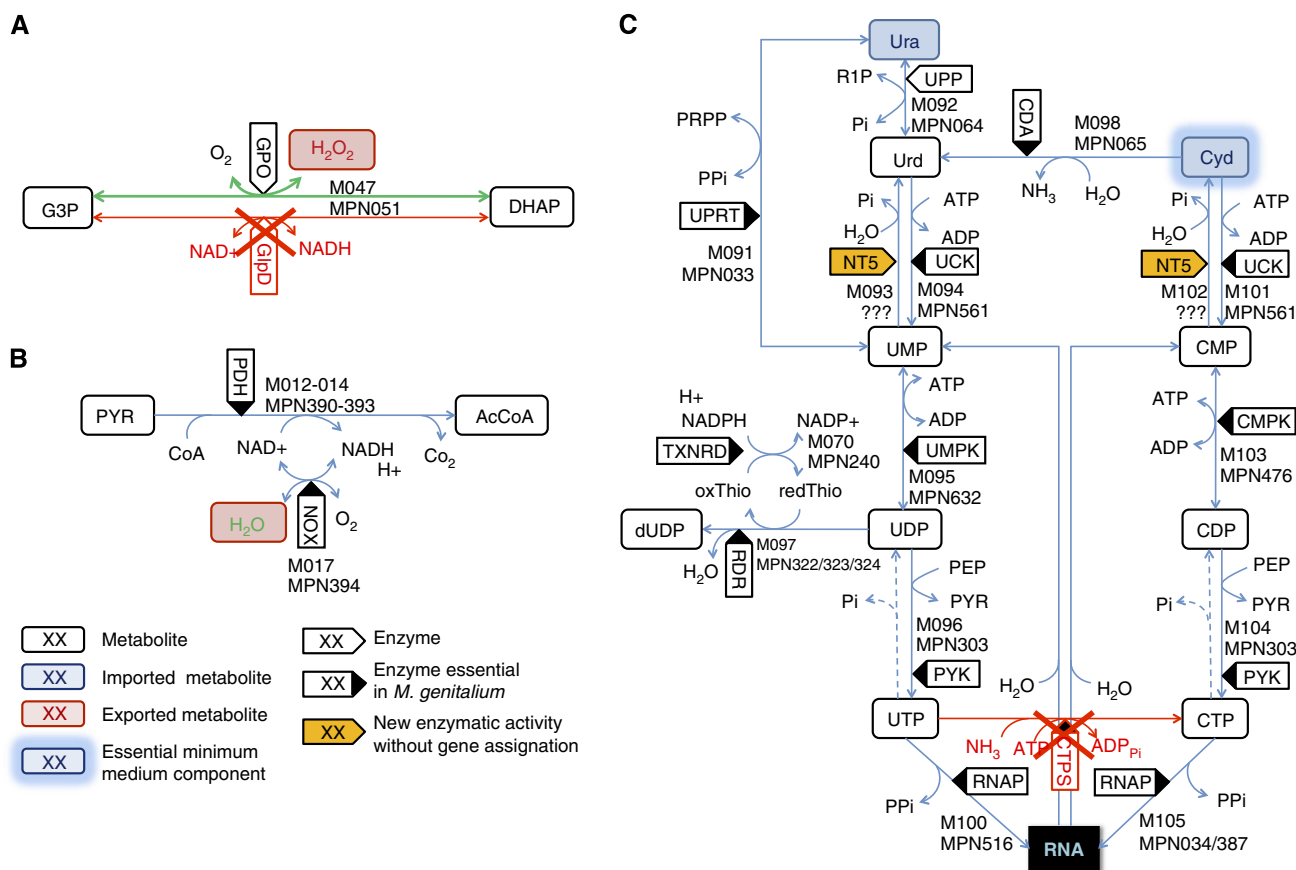 A
O2
GPO
H2O2
M047
MPN051
G3P
DHAP
NAD+
NADH
GlpD
B
PDH
M012-014
MPN390-393
PYR
AcCoA
CoA
NAD+
NADH
H+
Co2
H2O
NOX
O2
M017
MPN394
XX
Metabolite
XX
Imported metabolite
XX
Exported metabolite
XX
Essential minimum
medium component
XX
Enzyme
XX
Enzyme essential
in M. genitalium
XX
New enzymatic activity
without gene assignation
C
Ura
R1P
UPP
M092
MPN064
Pi
PRPP
PPi
UPRT
M091
MPN033
Urd
CDA
M098
MPN065
NH3
H2O
Cyd
Pi
ATP
H2O
ADP
NT5
UCK
M093
???
M094
MPN561
Pi
ATP
H2O
ADP
NT5
UCK
M102
???
M101
MPN561
UMP
CMP
ATP
ADP
UMPK
M095
MPN632
ATP
ADP
CMPK
M103
MPN476
H+
NADPH
NADP+
M070
MPN240
TXNRD
oxThio
redThio
dUDP
UDP
CDP
H2O
RDR
M097
MPN322/323/324
Pi
PEP
PYR
M096
MPN303
PYK
Pi
PEP
PYR
M104
MPN303
PYK
H2O
H2O
UTP
CTP
NH3
ATP
CTPS
ADP
Pi
RNAP
RNAP
PPi
PPi
M100
MPN516
M105
MPN034/387
RNA